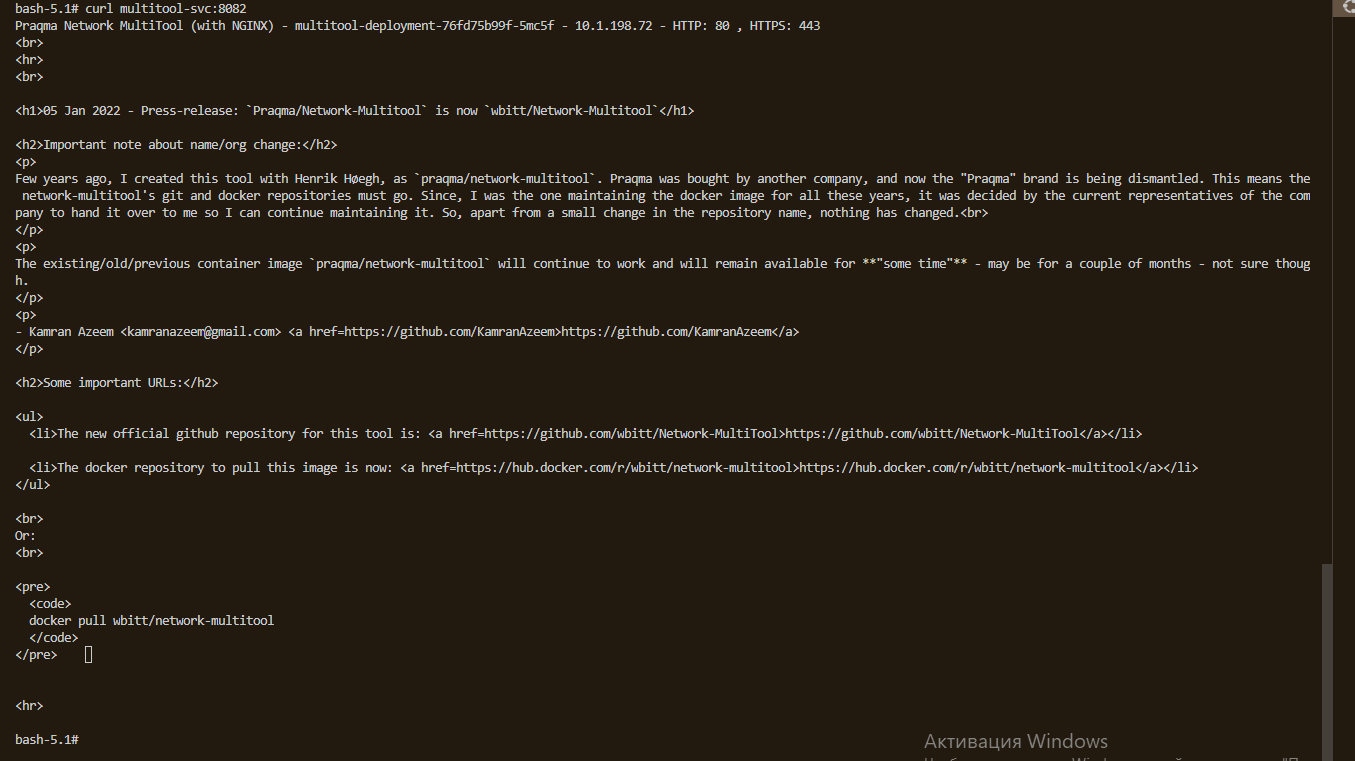 bash-5.1# curl multitool-svc:8082
Praqma Network MultiTool (with NGINX) - multitool-deployment-76fd75b99f-5mc5f - 10.1.198.72 - HTTP: 80 , HTTPS: 443
<br>
<hr>
<br>
<h1>05 Jan 2022 - Press-release: `Praqma/Network-Multitool` is now `wbitt/Network-Multitool`</h1>
<h2>Important note about name/org change:</h2>
<p>
Few years ago, I created this tool with Henrik Høegh, as `praqma/network-multitool`. Praqma was bought by another company, and now the "Praqma" brand is being dismantled. This means the
network-multitool's git and docker repositories must go. Since, I was the one maintaining the docker image for all these years, it was decided by the current representatives of the com
pany to hand it over to me so I can continue maintaining it. So, apart from a small change in the repository name, nothing has changed.<br>
</p>
<p>
The existing/old/previous container image `praqma/network-multitool` will continue to work and will remain available for **"some time"** - may be for a couple of months - not sure thoug
h.
</p>
<p>
- Kamran Azeem <kamranazeem@gmail.com> <a href=https://github.com/KamranAzeem>https://github.com/KamranAzeem</a>
</p>
<h2>Some important URLs:</h2>
<ul>
<li>The new official github repository for this tool is: <a href=https://github.com/wbitt/Network-MultiTool>https://github.com/wbitt/Network-MultiTool</a></li>
<li>The docker repository to pull this image is now: <a href=https://hub.docker.com/r/wbitt/network-multitool>https://hub.docker.com/r/wbitt/network-multitool</a></li>
</ul>
<br>
Or:
<br>
<pre>
<code>
docker pull wbitt/network-multitool
</code>
</pre>
<hr>
bash-5.1#
Активация Windows